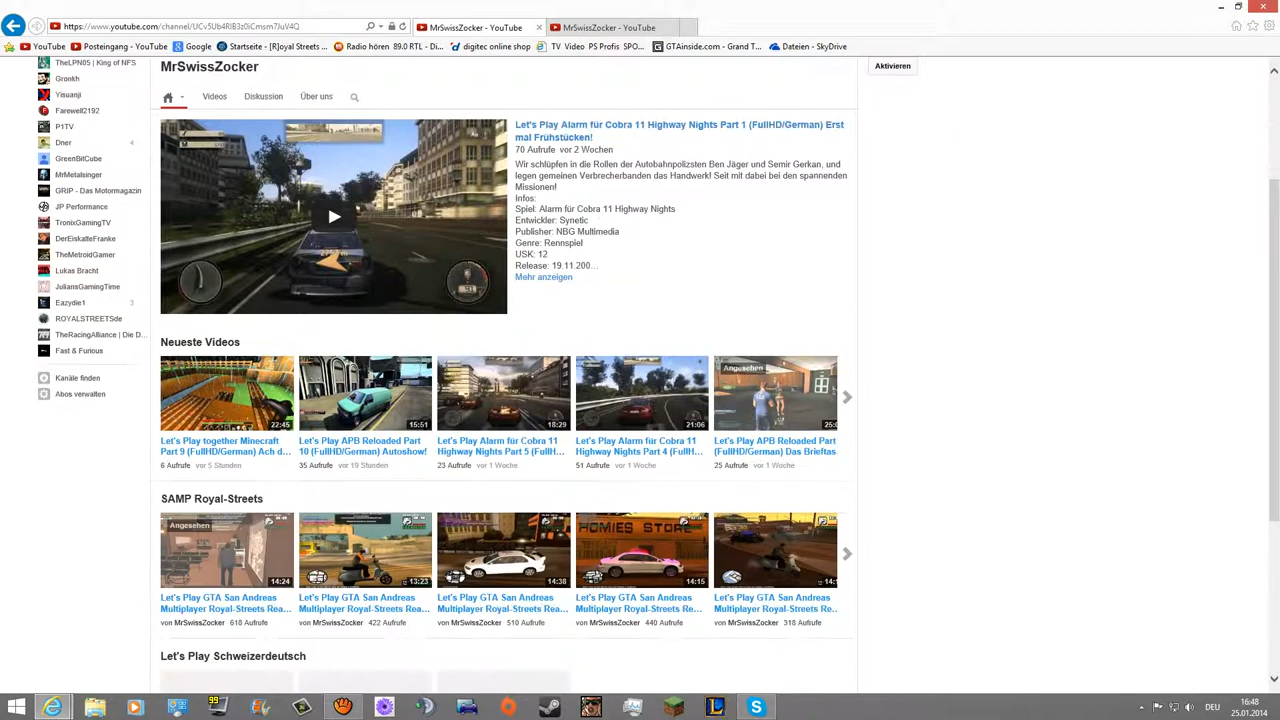 https://www.youtube.com/channel/UCv5Ub4RlB3z0iCmsm7JuV4Q
MrSwissZocker - YouTube
MrSwissZocker - YouTube
YouTube
Posteingang - YouTube
Google
Startseite - [R]oyal Streets ...
Radio hören 89.0 RTL - Di...
digitec online shop
TV Video PS Profis SPO...
GTAinside.com - Grand T...
Dateien - SkyDrive
TheLPN05 | King of NFS
Gronkh
Yisuanji
Farewell2192
P1TV
Dner 4
GreenBitCube
MrMetalsinger
GRIP - Das Motormagazin
JP Performance
TronixGamingTV
DerEiskalteFranke
TheMetroidGamer
Lukas Bracht
JuliansGamingTime
Eazydie1 3
ROYALSTREETSde
TheRacingAlliance | Die D...
Fast & Furious
Kanäle finden
Abos verwalten
MrSwissZocker
Aktivieren
Videos Diskussion Über uns
Let's Play Alarm für Cobra 11 Highway Nights Part 1 (FullHD/German) Erst
mal Frühstücken!
70 Aufrufe vor 2 Wochen
Wir schlüpfen in die Rollen der Autobahnpolizsten Ben Jäger und Semir Gerkan, und
legen gemeinen Verbrecherbanden das Handwerk! Seit mit dabei bei den spannenden
Missionen!
Infos:
Spiel: Alarm für Cobra 11 Highway Nights
Entwickler: Synetic
Publisher: NBG Multimedia
Genre: Rennspiel
USK: 12
Release: 19.11.200...
Mehr anzeigen
Neueste Videos
22:45
15:51
18:29
21:06
Angesehen
Let's Play together Minecraft
Part 9 (FullHD/German) Ach d...
6 Aufrufe vor 5 Stunden
Let's Play APB Reloaded Part
10 (FullHD/German) Autoshow!
35 Aufrufe vor 19 Stunden
Let's Play Alarm für Cobra 11
Highway Nights Part 5 (FullH...
23 Aufrufe vor 1 Woche
Let's Play Alarm für Cobra 11
Highway Nights Part 4 (FullH...
51 Aufrufe vor 1 Woche
Let's Play APB Reloaded Part
(FullHD/German) Das Brieftas
25 Aufrufe vor 1 Woche
SAMP Royal-Streets
Angesehen
14:24
13:23
14:38
HOMIES STORE
14:15
Let's Play GTA San Andreas
Multiplayer Royal-Streets Rea...
von MrSwissZocker 618 Aufrufe
Let's Play GTA San Andreas
Multiplayer Royal-Streets Rea...
von MrSwissZocker 422 Aufrufe
Let's Play GTA San Andreas
Multiplayer Royal-Streets Rea...
von MrSwissZocker 510 Aufrufe
Let's Play GTA San Andreas
Multiplayer Royal-Streets Re...
von MrSwissZocker 440 Aufrufe
Let's Play GTA San Andreas
Multiplayer Royal-Streets Re..
von MrSwissZocker 318 Aufrufe
Let's Play Schweizerdeutsch
99
DEU
16:48
25.01.2014